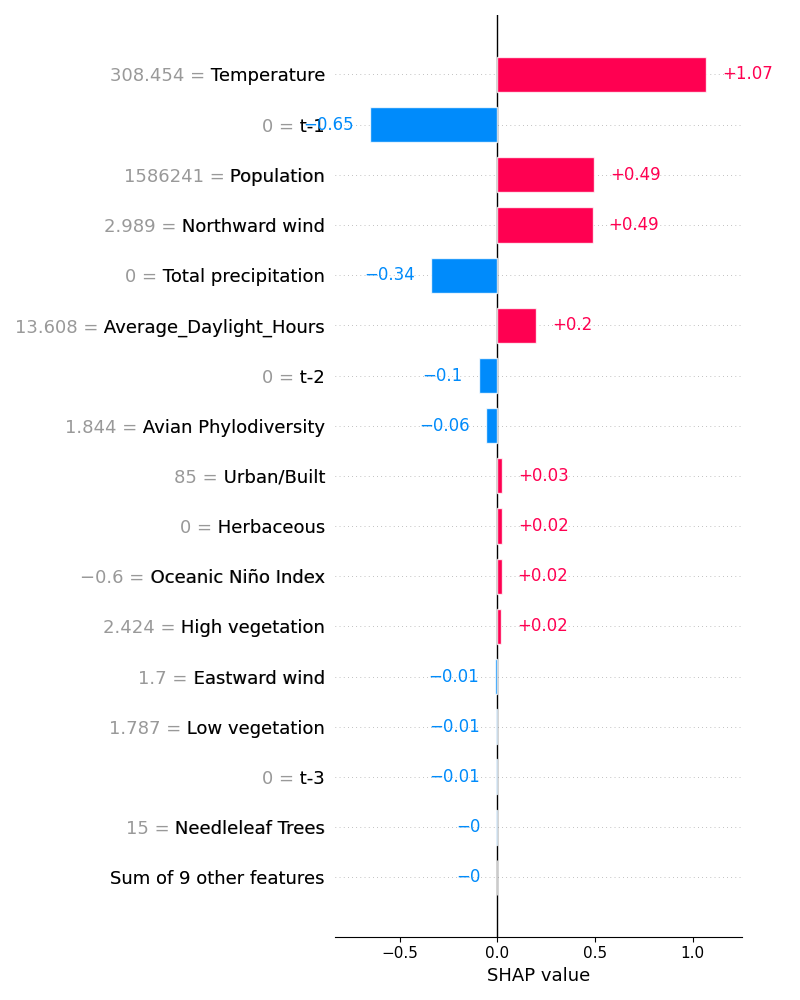 308.454 = Temperature +1.07
0 = t-1 −0.65
1586241 = Population +0.49
2.989 = Northward wind +0.49
0 = Total precipitation −0.34
13.608 = Average_Daylight_Hours +0.2
0 = t-2 −0.1
1.844 = Avian Phylodiversity −0.06
85 = Urban/Built +0.03
0 = Herbaceous +0.02
−0.6 = Oceanic Niño Index +0.02
2.424 = High vegetation +0.02
1.7 = Eastward wind −0.01
1.787 = Low vegetation −0.01
0 = t-3 −0.01
15 = Needleleaf Trees −0
Sum of 9 other features −0
−0.5 0.0 0.5 1.0
SHAP value